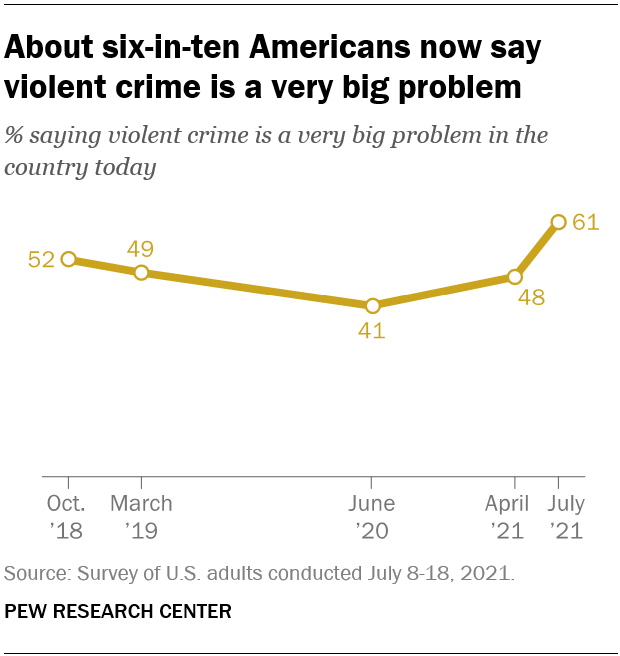 About six-in-ten Americans now say
violent crime is a very big problem
% saying violent crime is a very big problem in the
country today
52
49
41
48
61
Oct. March June April July
’18 ’19 ’20 ’21 ’21
Source: Survey of U.S. adults conducted July 8-18, 2021.
PEW RESEARCH CENTER